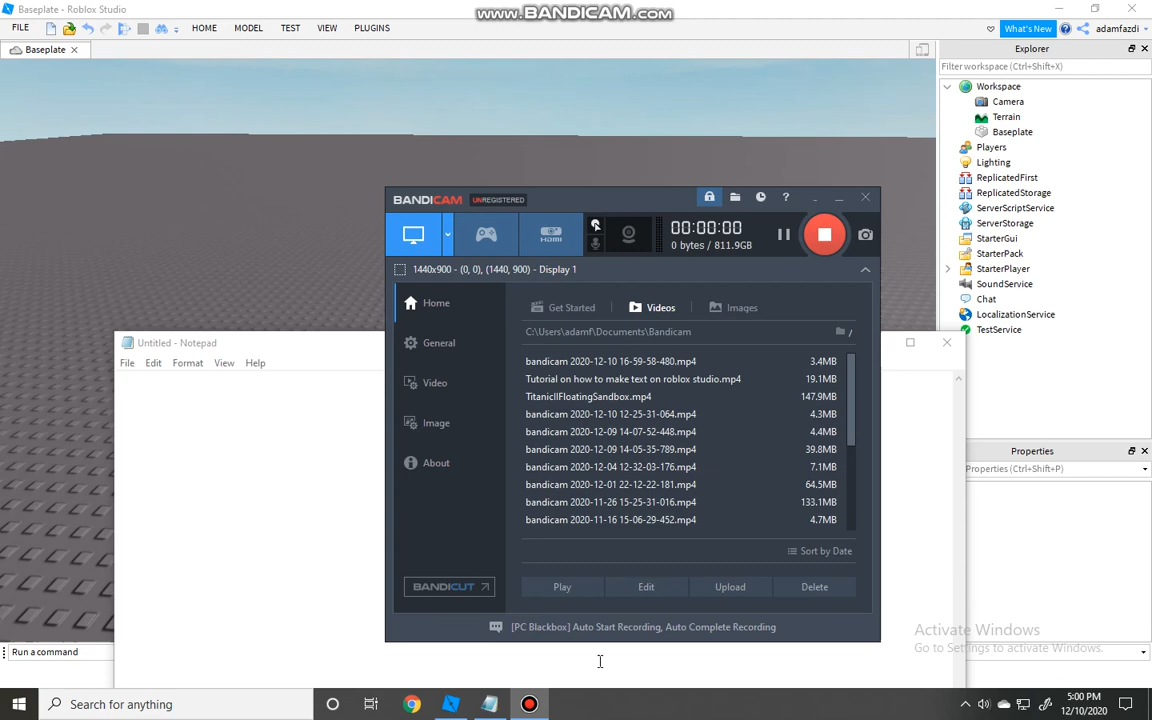 Baseplate - Roblox Studio
www.BANDICAM.com
FILE
HOME
MODEL
TEST
VIEW
PLUGINS
What's New
adamfazdi
Baseplate
Explorer
Filter workspace (Ctrl+Shift+X)
Workspace
Camera
Terrain
Baseplate
Players
Lighting
ReplicatedFirst
ReplicatedStorage
ServerScriptService
ServerStorage
StarterGui
StarterPack
StarterPlayer
SoundService
Chat
LocalizationService
TestService
BANDICAM UNREGISTERED
HDMI
00:00:00
0 bytes / 811.9GB
1440x900 - (0, 0), (1440, 900) - Display 1
Home
General
Video
Image
About
BANDICUT
Get Started
Videos
Images
C:\Users\adamf\Documents\Bandicam
/
bandicam 2020-12-10 16-59-58-480.mp4 3.4MB
Tutorial on how to make text on roblox studio.mp4 19.1MB
TitanicIIFloatingSandbox.mp4 147.9MB
bandicam 2020-12-10 12-25-31-064.mp4 4.3MB
bandicam 2020-12-09 14-07-52-448.mp4 4.4MB
bandicam 2020-12-09 14-05-35-789.mp4 39.8MB
bandicam 2020-12-04 12-32-03-176.mp4 7.1MB
bandicam 2020-12-01 22-12-22-181.mp4 64.5MB
bandicam 2020-11-26 15-25-31-016.mp4 133.1MB
bandicam 2020-11-16 15-06-29-452.mp4 4.7MB
Sort by Date
Play
Edit
Upload
Delete
[PC Blackbox] Auto Start Recording, Auto Complete Recording
Untitled - Notepad
File Edit Format View Help
Properties
Properties (Ctrl+Shift+P)
Activate Windows
Go to Settings to activate Windows.
Run a command
Search for anything
5:00 PM
12/10/2020